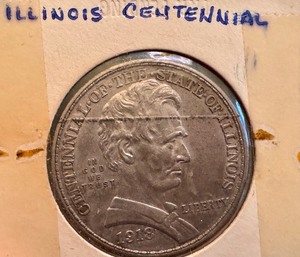 ILLINOIS CENTENNIAL
CENTENNIAL·OF·THE·STATE·OF·ILLINOIS
IN
GOD
WE
TRUST
LIBERTY
1918